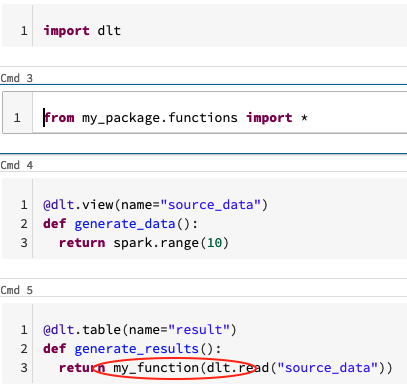 1 import dlt
Cmd 3
1 from my_package.functions import *
Cmd 4
1 @dlt.view(name="source_data")
2 def generate_data():
3   return spark.range(10)
Cmd 5
1 @dlt.table(name="result")
2 def generate_results():
3   return my_function(dlt.read("source_data"))